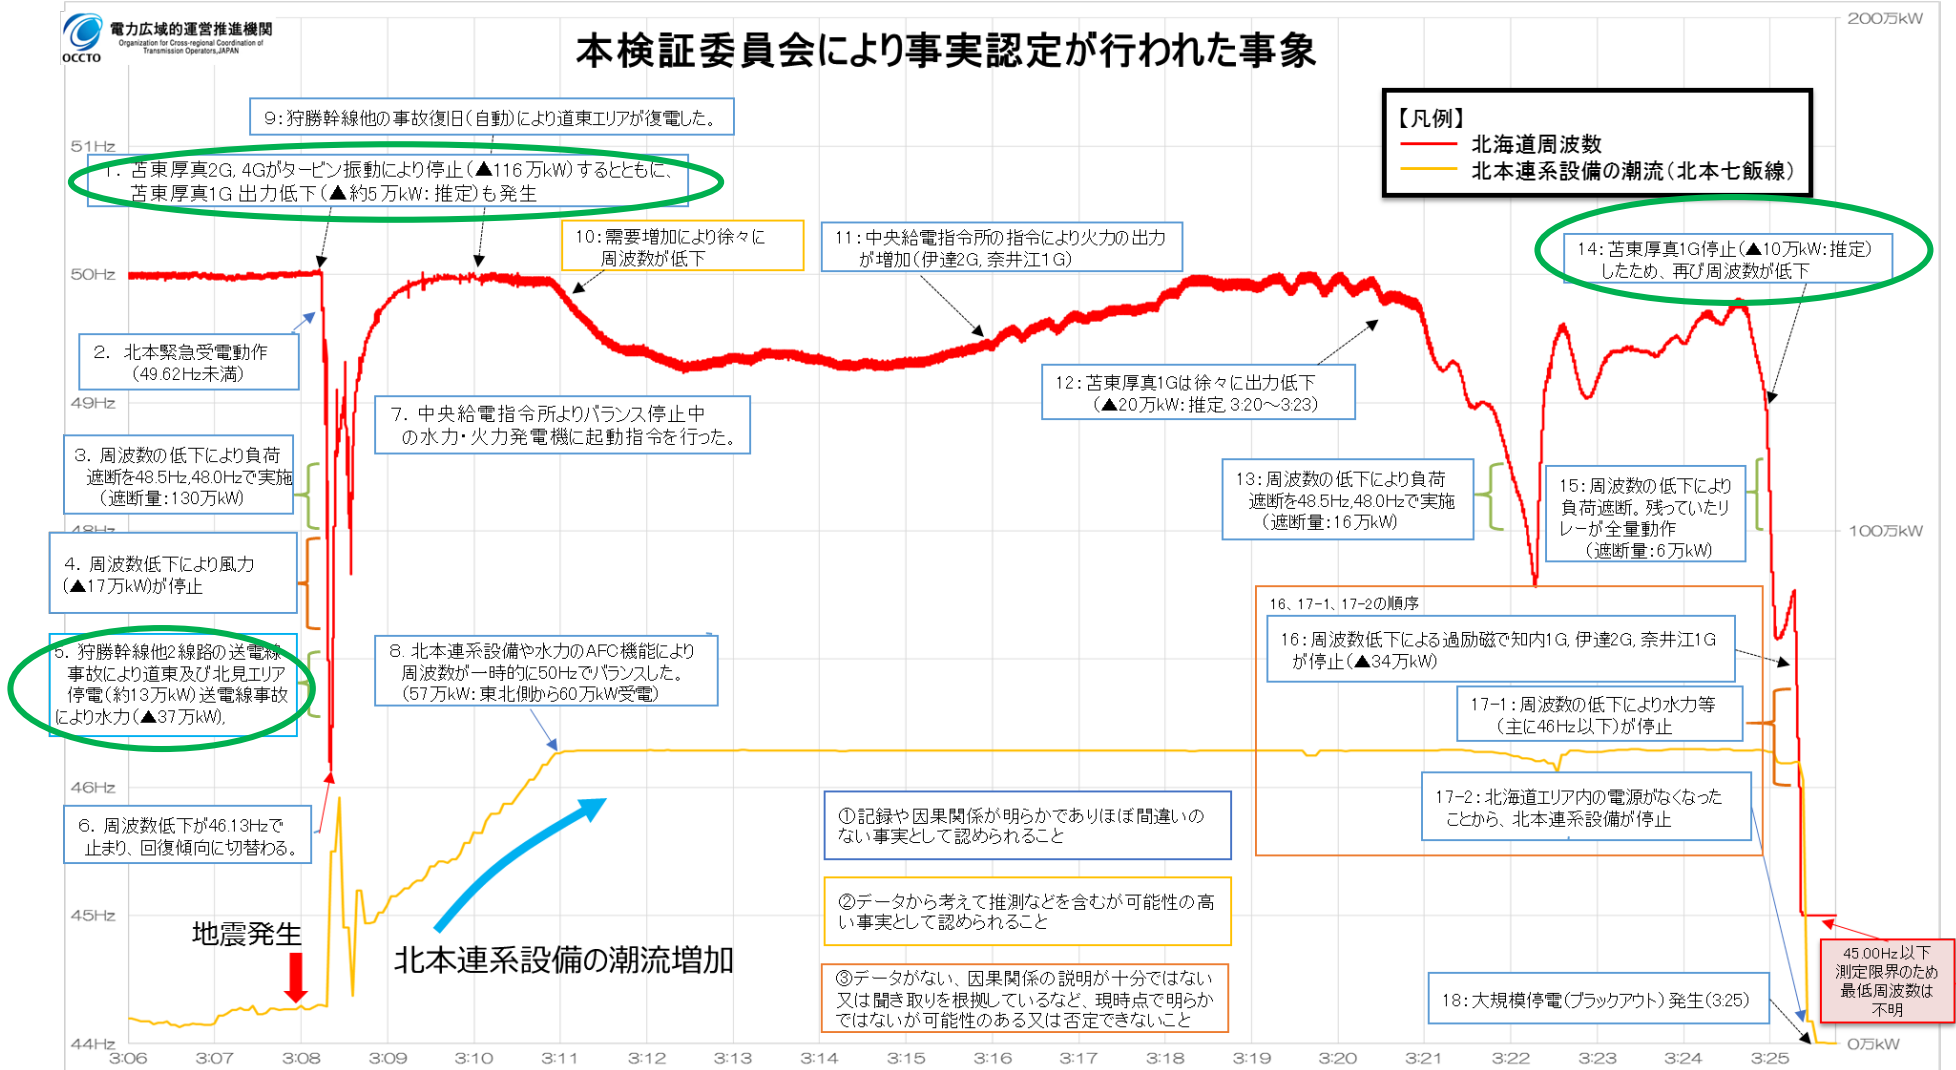 電力広域的運営推進機関
Organization for Cross-regional Coordination of
Transmission Operators,JAPAN
OCCTO
本検証委員会により事実認定が行われた事象
200万kW
【凡例】
北海道周波数
北本連系設備の潮流(北本七飯線)
9:狩勝幹線他の事故復旧(自動)により道東エリアが復電した。
51Hz
1. 苫東厚真2G, 4Gがタービン振動により停止(▲116万kW)するとともに、
苫東厚真1G 出力低下(▲約5万kW:推定)も発生
10:需要増加により徐々に
周波数が低下
11:中央給電指令所の指令により火力の出力
が増加(伊達2G, 奈井江1G)
14:苫東厚真1G停止(▲10万kW:推定)
したため、再び周波数が低下
50Hz
2. 北本緊急受電動作
(49.62Hz未満)
12:苫東厚真1Gは徐々に出力低下
(▲20万kW:推定, 3:20～3:23)
49Hz
7. 中央給電指令所よりバランス停止中
の水力・火力発電機に起動指令を行った。
3. 周波数の低下により負荷
遮断を48.5Hz,48.0Hzで実施
(遮断量:130万kW)
13:周波数の低下により負荷
遮断を48.5Hz,48.0Hzで実施
(遮断量:16万kW)
15:周波数の低下により
負荷遮断。残っていたリ
レーが全量動作
(遮断量:6万kW)
48Hz
100万kW
4. 周波数低下により風力
(▲17万kW)が停止
16、17-1、17-2の順序
16:周波数低下による過励磁で知内1G, 伊達2G, 奈井江1G
が停止(▲34万kW)
5. 狩勝幹線他2線路の送電線
事故により道東及び北見エリア
停電(約13万kW)送電線事故
により水力(▲37万kW),
8. 北本連系設備や水力のAFC機能により
周波数が一時的に50Hzでバランスした。
(57万kW:東北側から60万kW受電)
17-1:周波数の低下により水力等
(主に46Hz以下)が停止
46Hz
17-2:北海道エリア内の電源がなくなった
ことから、北本連系設備が停止
6. 周波数低下が46.13Hzで
止まり、回復傾向に切替わる。
①記録や因果関係が明らかでありほぼ間違いの
ない事実として認められること
②データから考えて推測などを含むが可能性の高
い事実として認められること
③データがない、因果関係の説明が十分ではない
又は聞き取りを根拠しているなど、現時点で明らか
ではないが可能性のある又は否定できないこと
45Hz
地震発生
北本連系設備の潮流増加
45.00Hz以下
測定限界のため
最低周波数は
不明
18:大規模停電(ブラックアウト)発生(3:25)
44Hz
0万kW
3:06 3:07 3:08 3:09 3:10 3:11 3:12 3:13 3:14 3:15 3:16 3:17 3:18 3:19 3:20 3:21 3:22 3:23 3:24 3:25